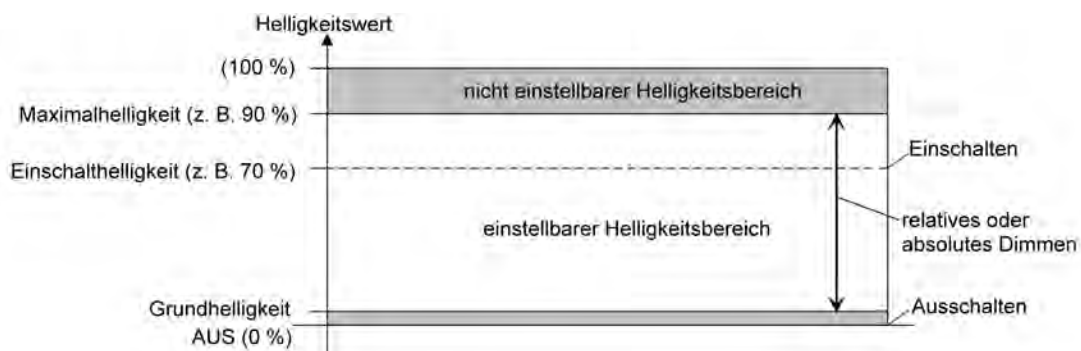 Helligkeitswert
(100 %)
nicht einstellbarer Helligkeitsbereich
Maximalhelligkeit (z. B. 90 %)
Einschalten
Einschalthelligkeit (z. B. 70 %)
einstellbarer Helligkeitsbereich
relatives oder
absolutes Dimmen
Grundhelligkeit
Ausschalten
AUS (0 %)